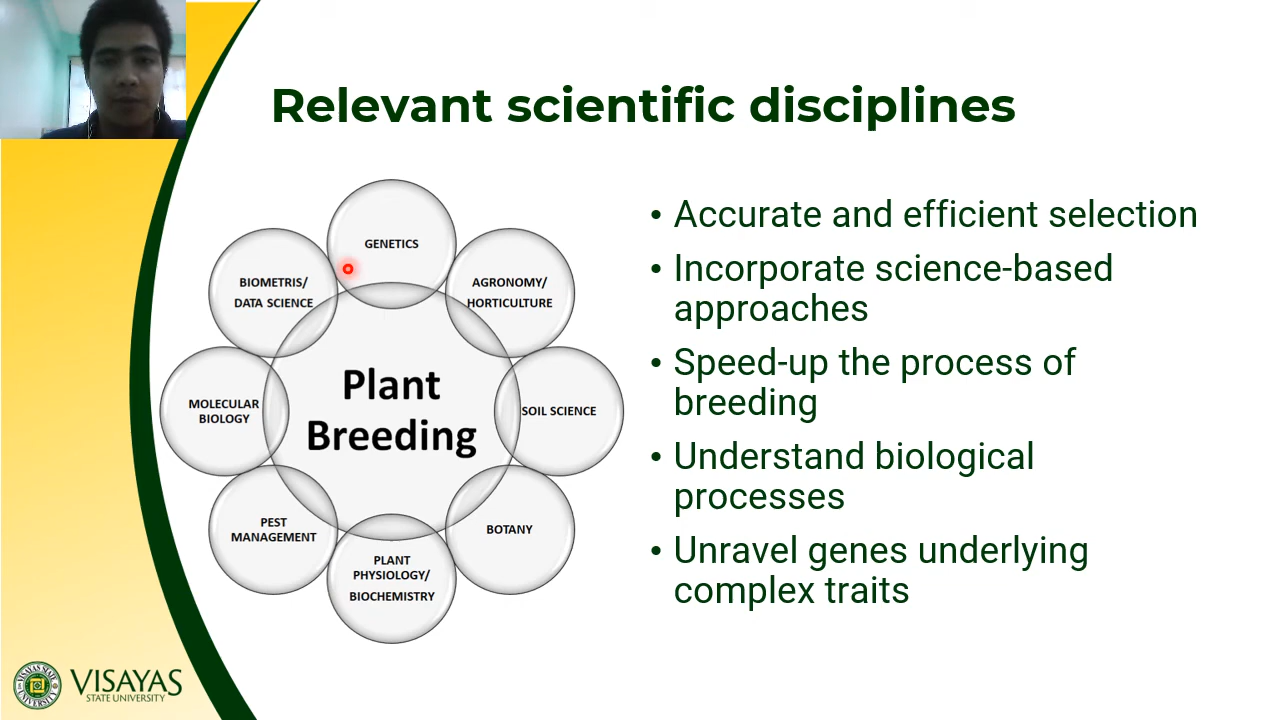 Relevant scientific disciplines
GENETICS
BIOMETRIS/
DATA SCIENCE
AGRONOMY/
HORTICULTURE
MOLECULAR
BIOLOGY
Plant
Breeding
SOIL SCIENCE
PEST
MANAGEMENT
BOTANY
PLANT
PHYSIOLOGY/
BIOCHEMISTRY
• Accurate and efficient selection
• Incorporate science-based
approaches
• Speed-up the process of
breeding
• Understand biological
processes
• Unravel genes underlying
complex traits
VISAYAS
STATE UNIVERSITY